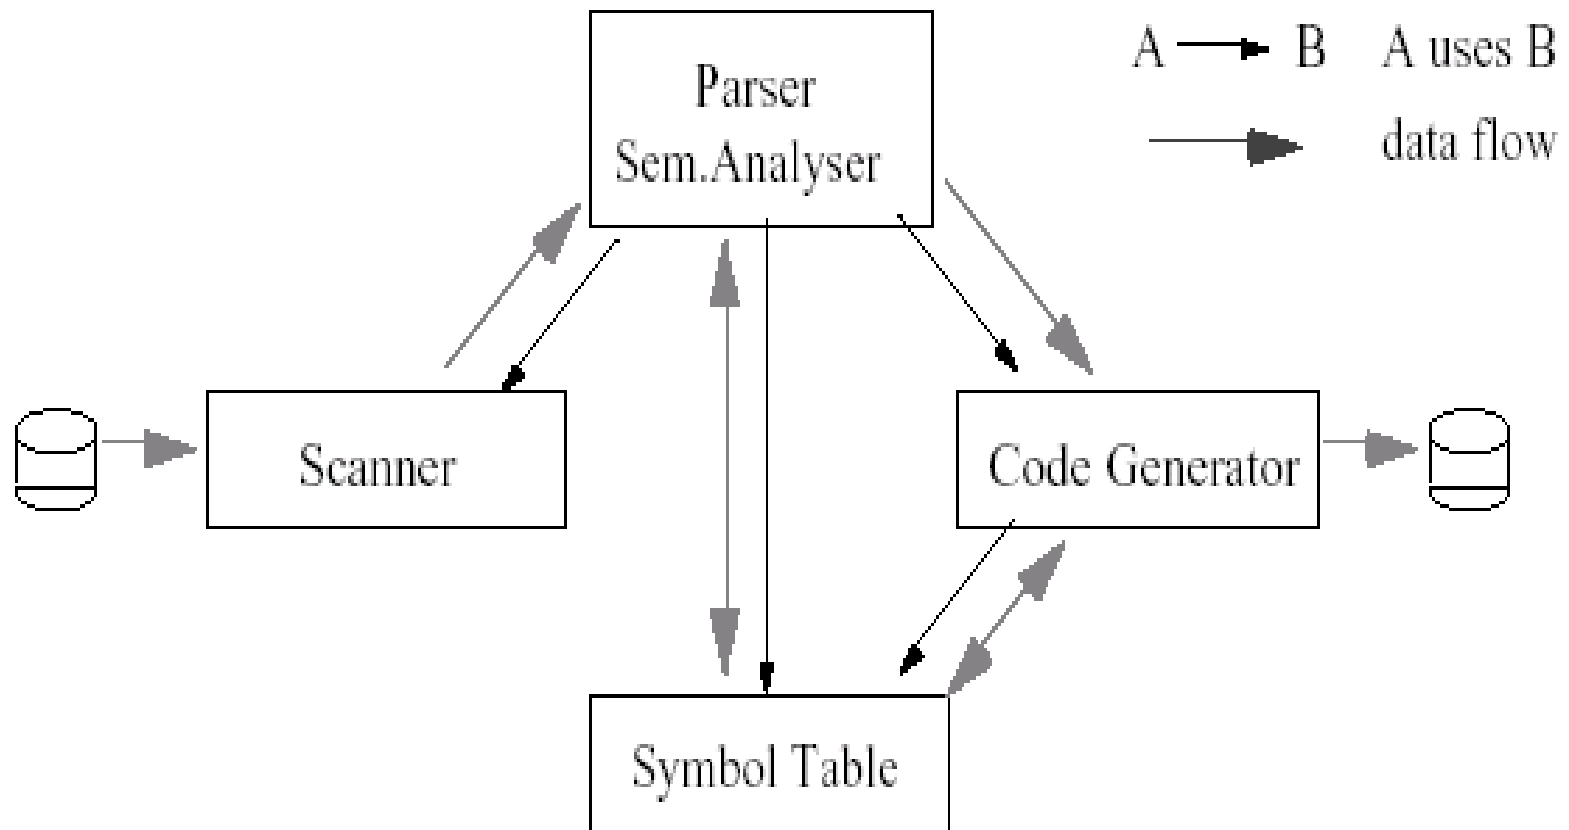 Parser
Sem.Analyser
A B A uses B
data flow
Scanner
Code Generator
Symbol Table